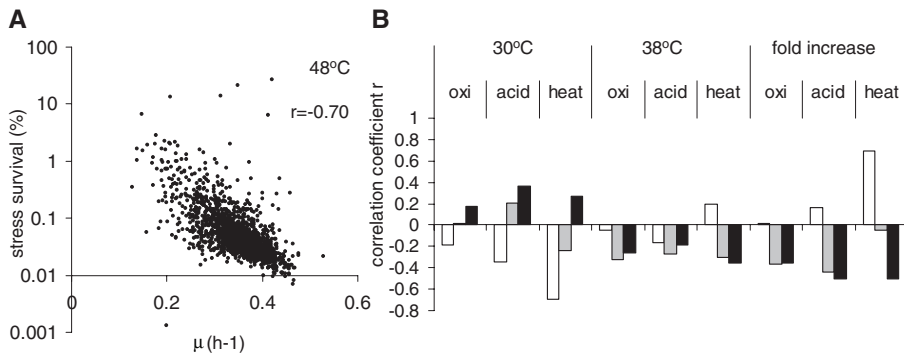 A
100
10
1
0.1
0.01
0.001
0
0.2
0.4
0.6
stress survival (%)
μ (h-1)
48ºC
r=-0.70
B
30ºC
38ºC
fold increase
oxi
acid
heat
oxi
acid
heat
oxi
acid
heat
correlation coefficient r
1
0.8
0.6
0.4
0.2
0
-0.2
-0.4
-0.6
-0.8